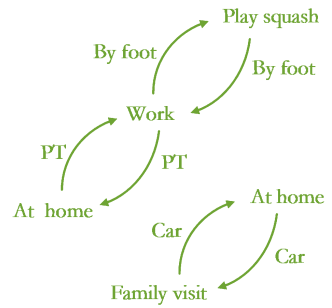 Play squash
By foot
By foot
Work
PT
PT
At home
At home
Car
Car
Family visit